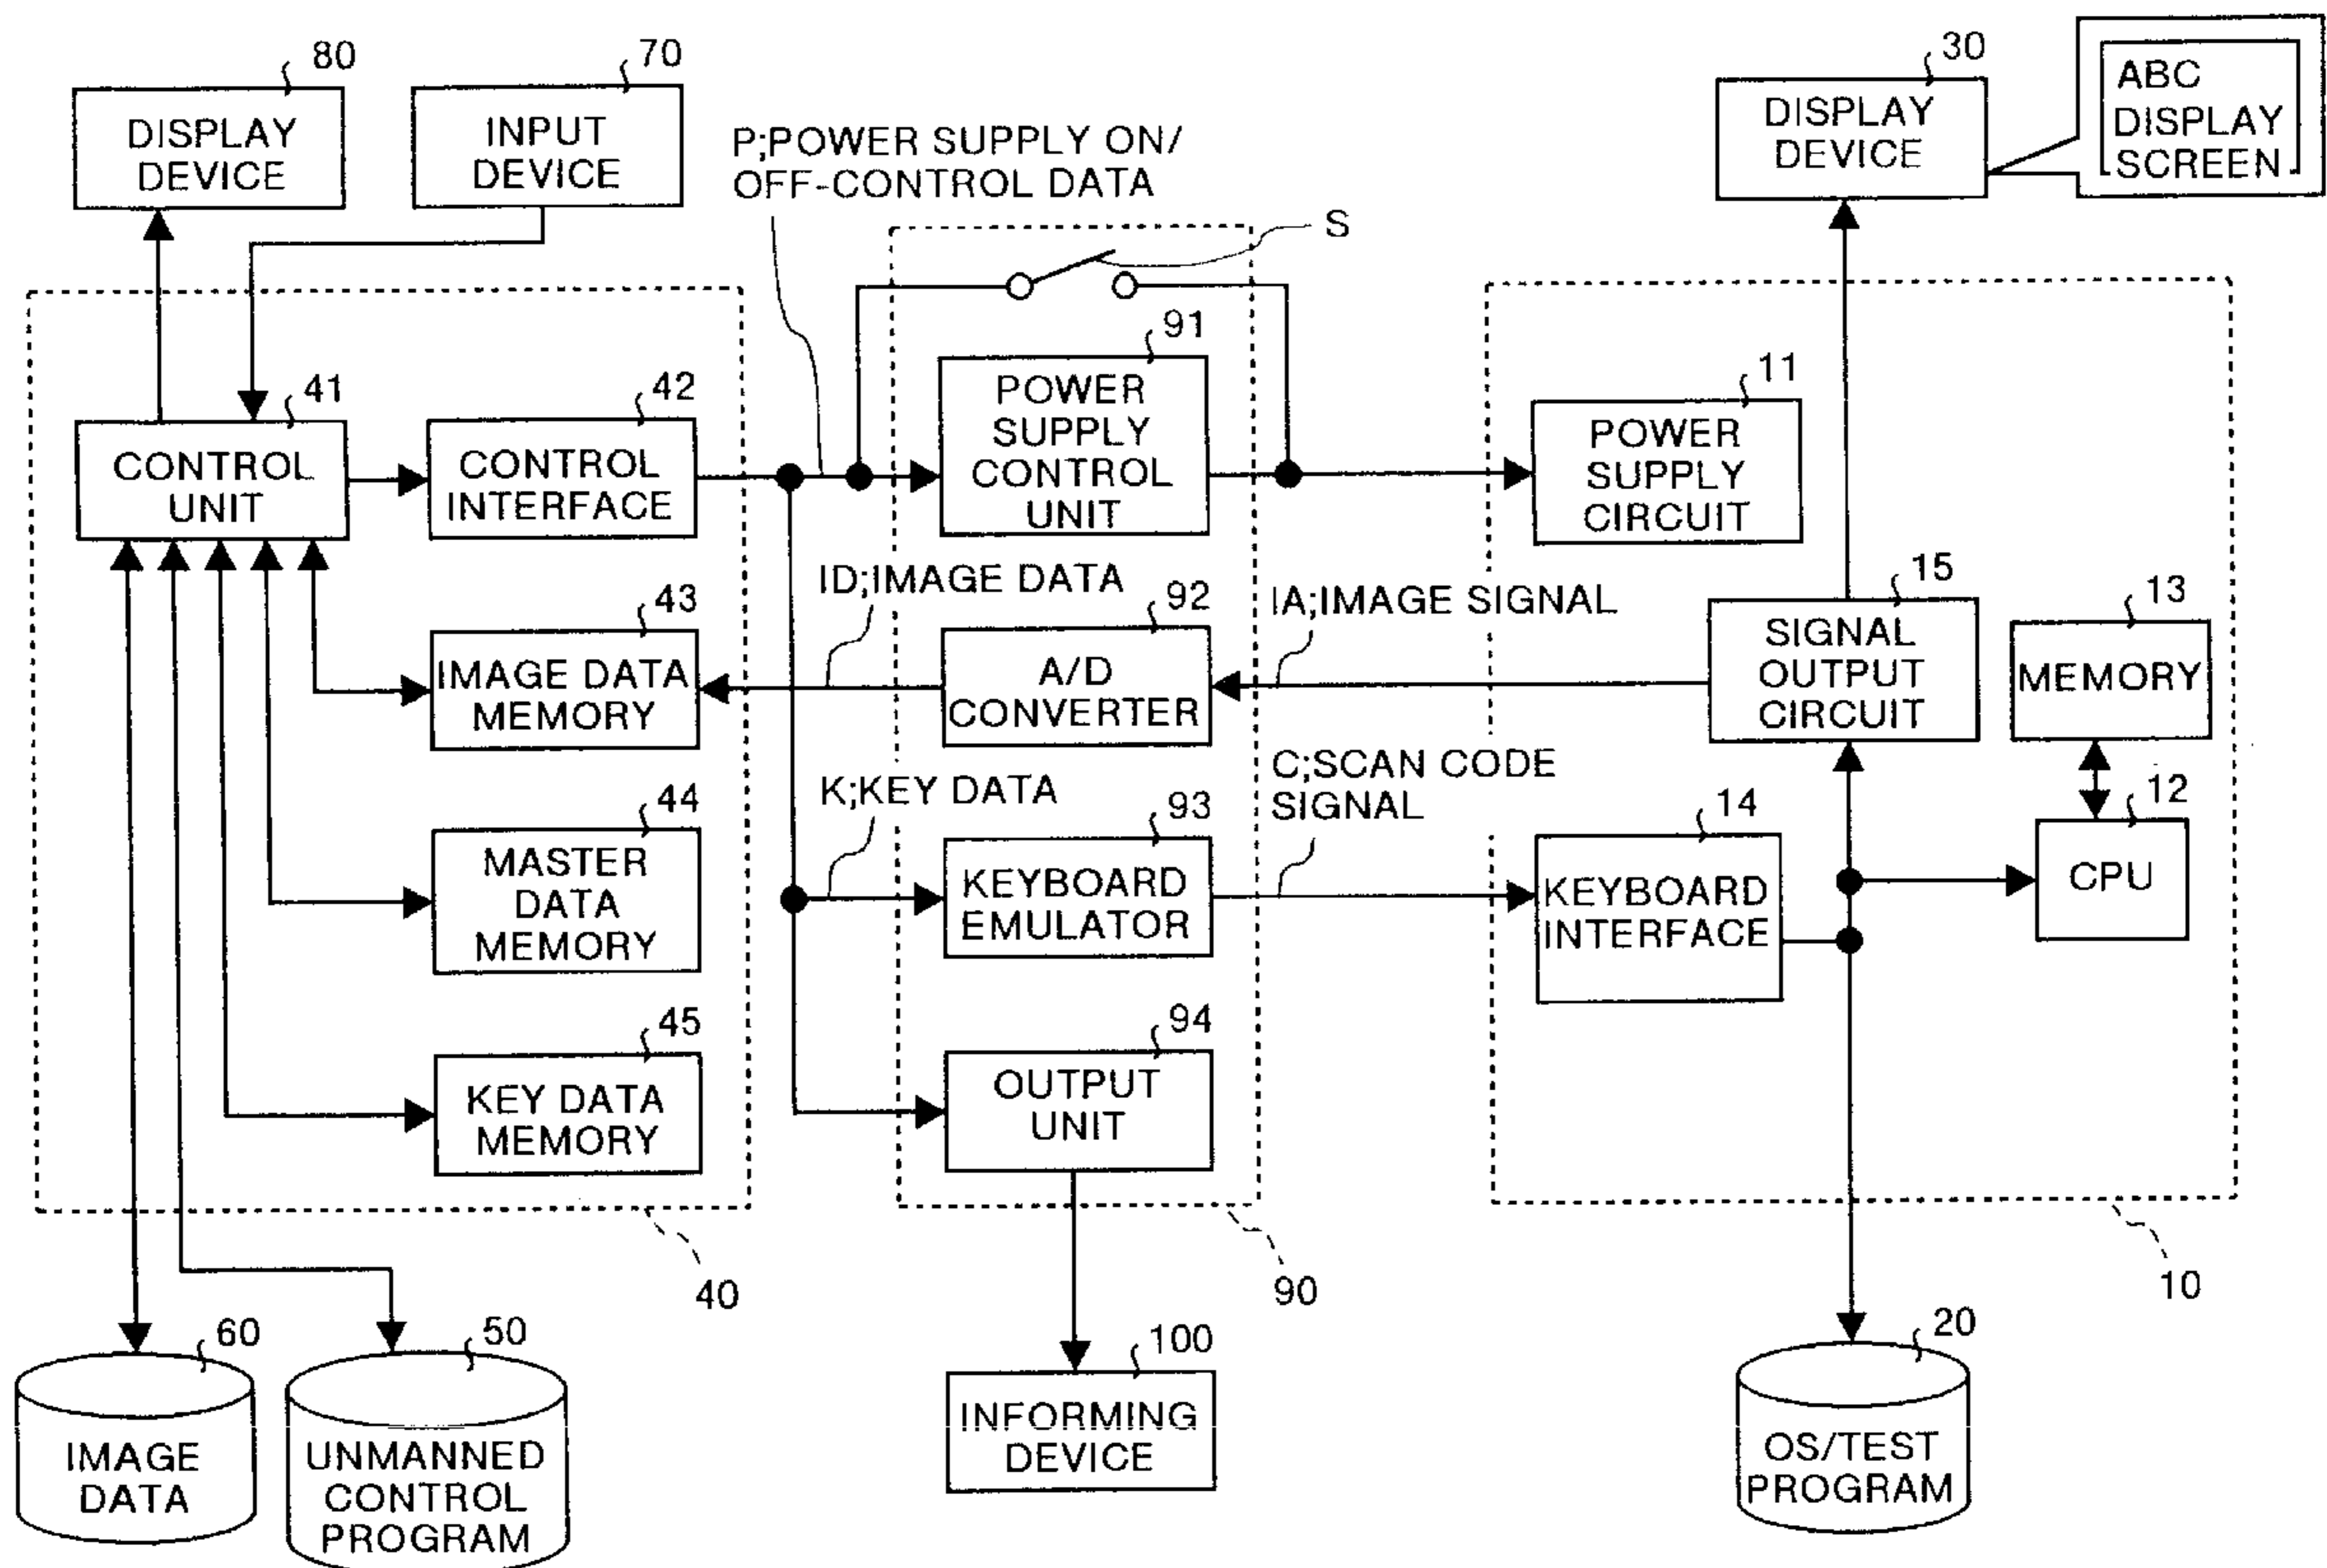 80
DISPLAY
DEVICE
70
INPUT
DEVICE
P;POWER SUPPLY ON/
OFF-CONTROL DATA
S
30
DISPLAY
DEVICE
ABC
DISPLAY
SCREEN
41
CONTROL
UNIT
42
CONTROL
INTERFACE
91
POWER
SUPPLY
CONTROL
UNIT
11
POWER
SUPPLY
CIRCUIT
ID;IMAGE DATA
43
IMAGE DATA
MEMORY
92
A/D
CONVERTER
IA;IMAGE SIGNAL
15
SIGNAL
OUTPUT
CIRCUIT
13
MEMORY
K;KEY DATA
C;SCAN CODE
SIGNAL
44
MASTER
DATA
MEMORY
93
KEYBOARD
EMULATOR
14
KEYBOARD
INTERFACE
12
CPU
45
KEY DATA
MEMORY
94
OUTPUT
UNIT
40
90
10
60
IMAGE
DATA
50
UNMANNED
CONTROL
PROGRAM
100
INFORMING
DEVICE
20
OS/TEST
PROGRAM